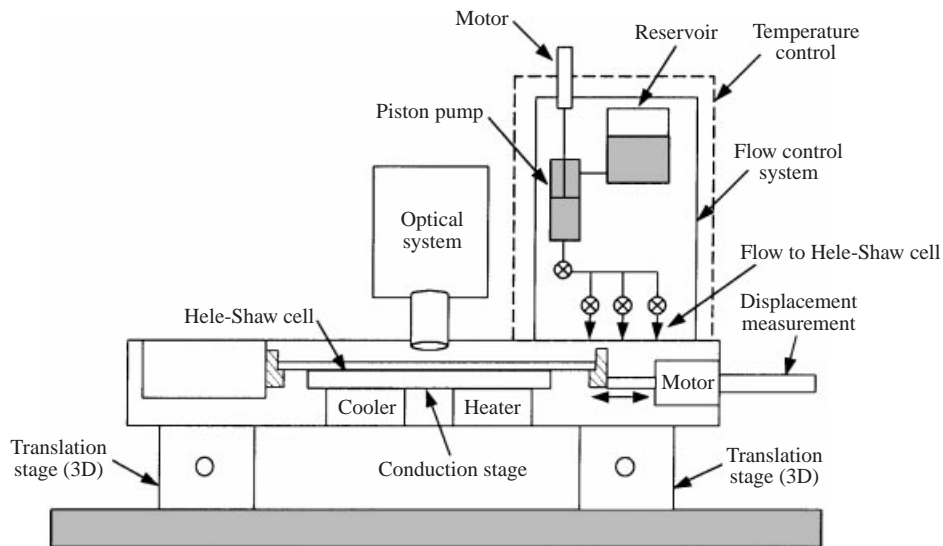 Motor
Reservoir
Temperature
control
Piston pump
Flow control
system
Optical
system
Flow to Hele-Shaw cell
Displacement
measurement
Hele-Shaw cell
Motor
Cooler
Heater
Translation
stage (3D)
Conduction stage
Translation
stage (3D)